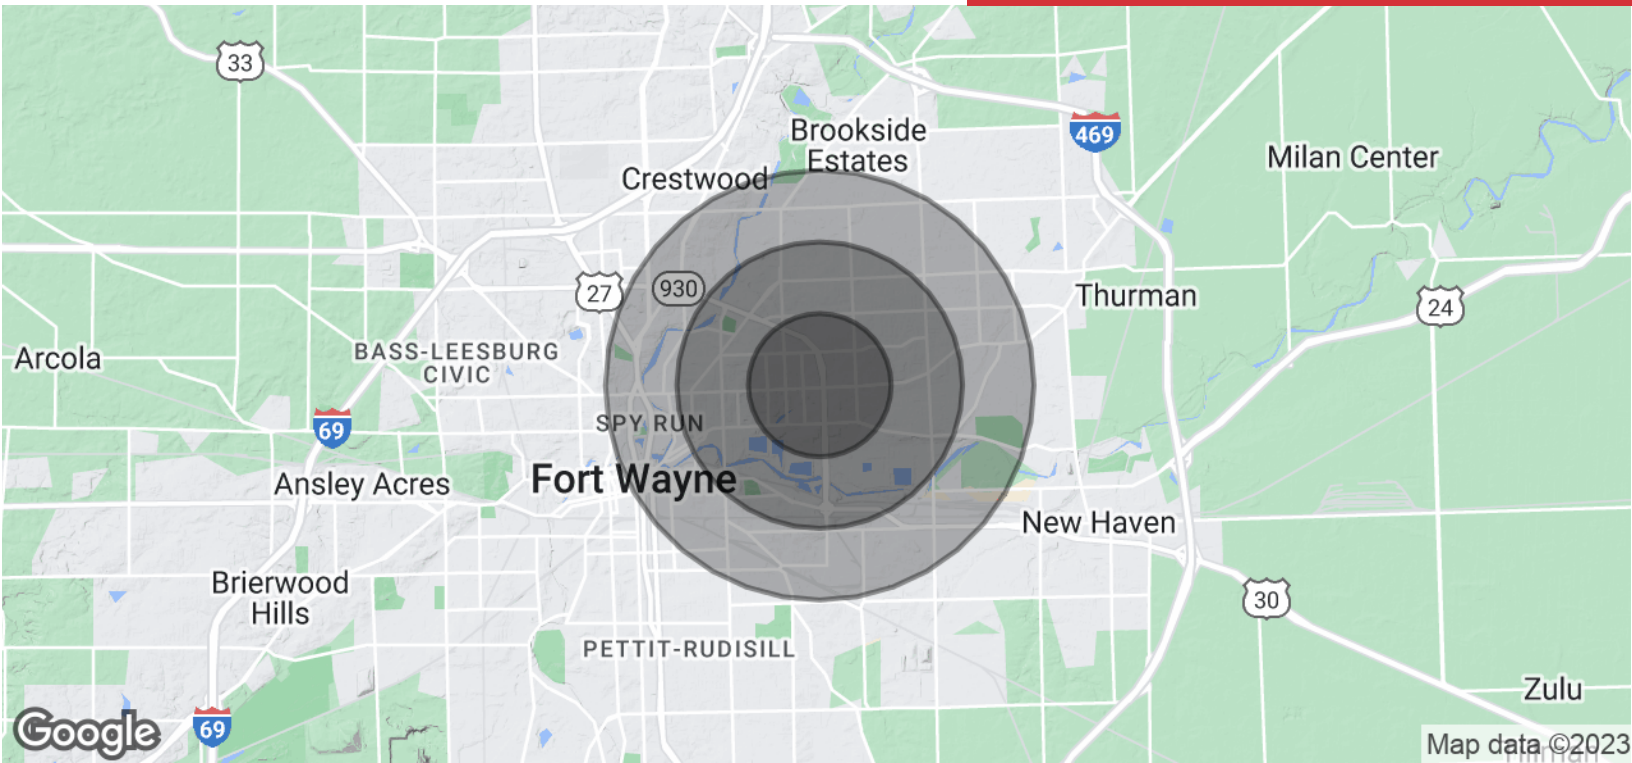 33
Brookside
Estates
469
Milan Center
Crestwood
27
930
Thurman
24
BASS-LEESBURG
CIVIC
Arcola
69
SPY RUN
Fort Wayne
Ansley Acres
New Haven
Brierwood
Hills
30
PETTIT-RUDISILL
Zulu
69
Google
Map data ©2023